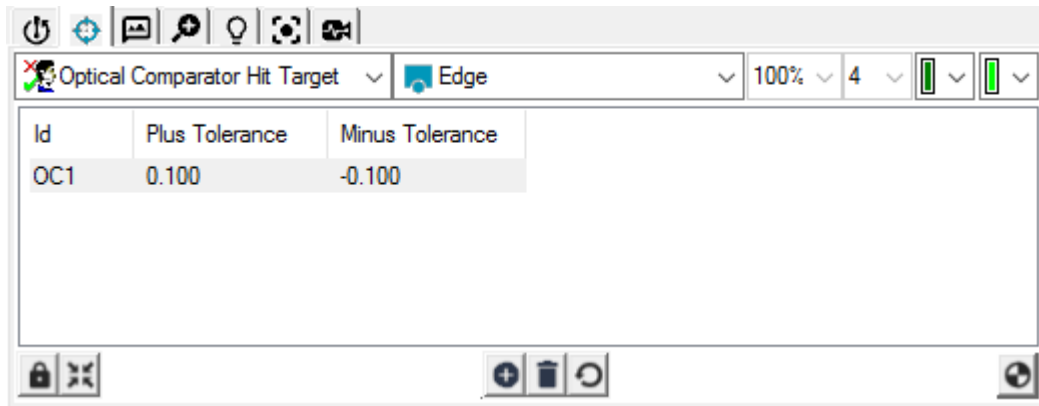 Optical Comparator Hit Target Edge 100% 4
Id Plus Tolerance Minus Tolerance
OC1 0.100 -0.100